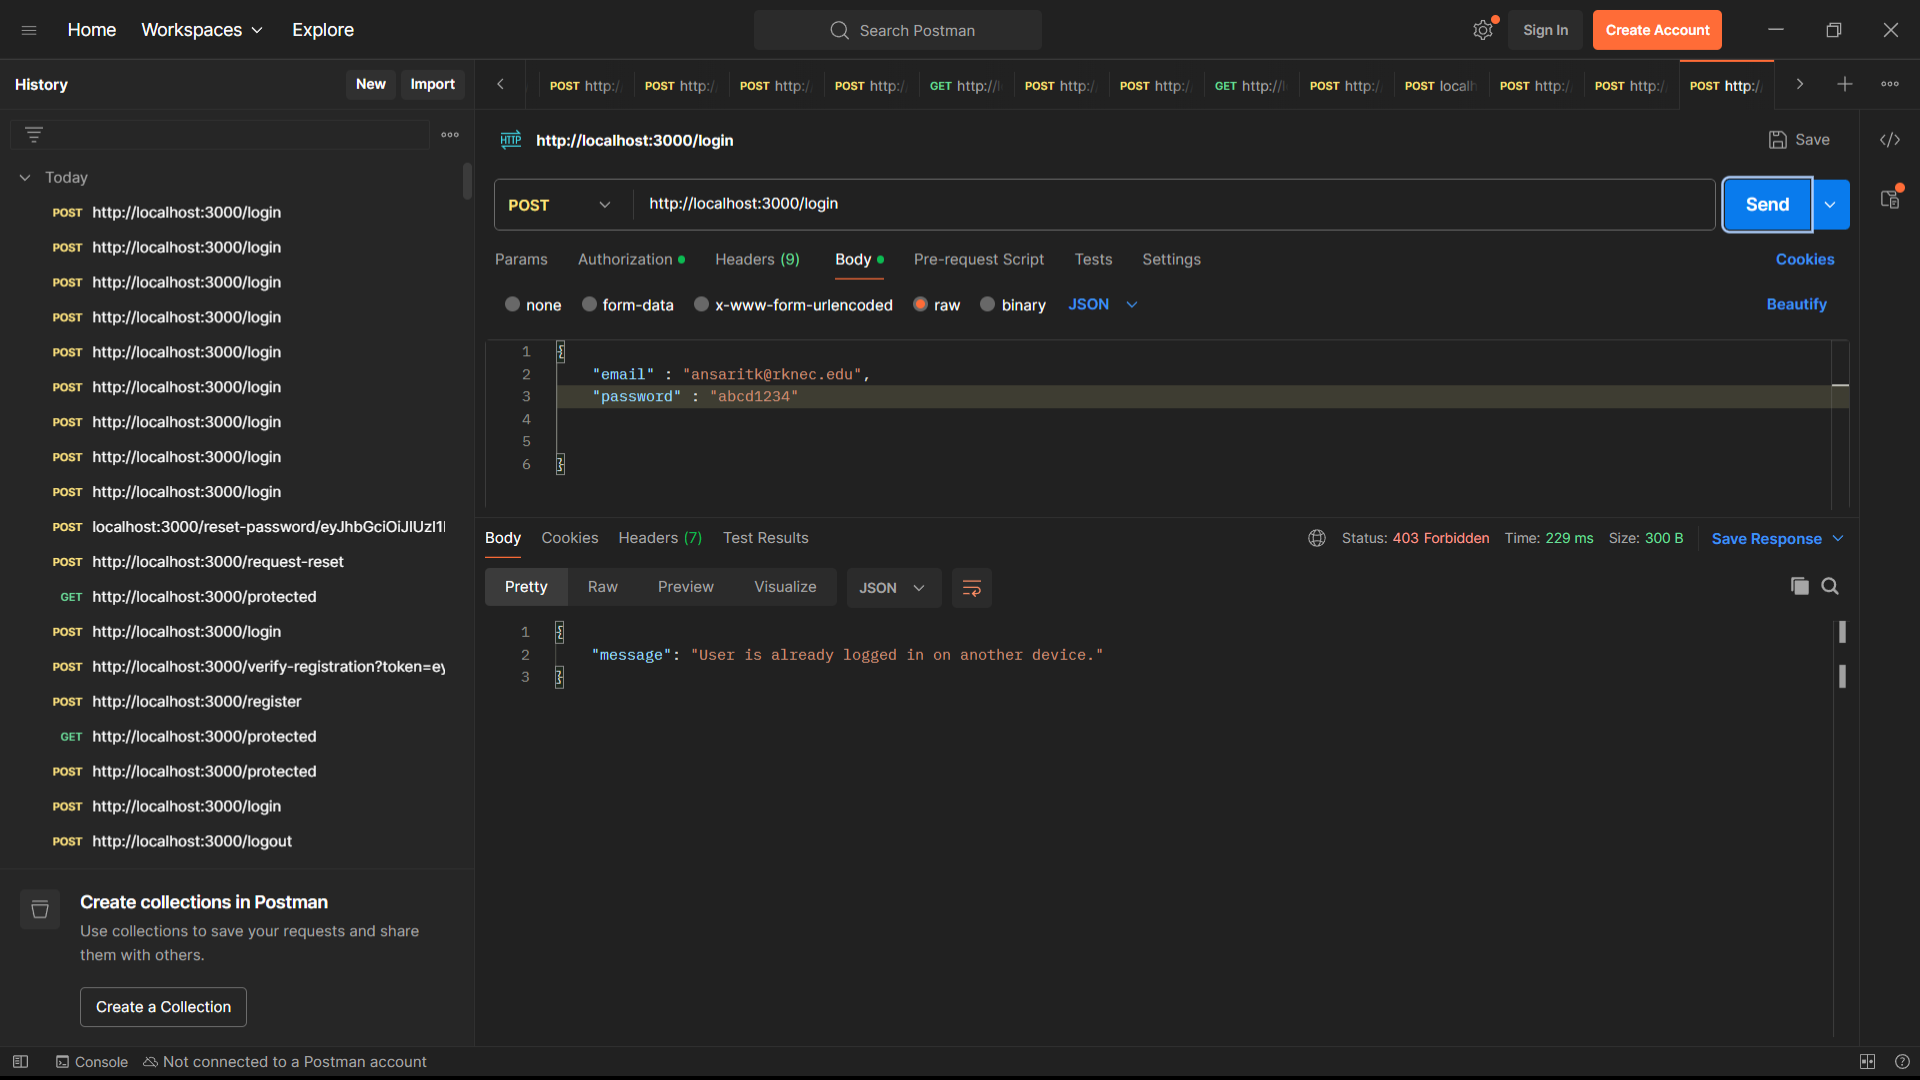 Home Workspaces Explore Search Postman Sign In Create Account
History New Import
POST http:/ POST http:/ POST http:/ POST http:/ GET http://l POST http:/ POST http:/ GET http://l POST http:/ POST local POST http:/ POST http:/ POST http:/
HTTP http://localhost:3000/login Save
Today
POST http://localhost:3000/login
POST http://localhost:3000/login
POST http://localhost:3000/login
POST http://localhost:3000/login
POST http://localhost:3000/login
POST http://localhost:3000/login
POST http://localhost:3000/login
POST http://localhost:3000/login
POST http://localhost:3000/login
POST localhost:3000/reset-password/eyJhbGciOiJIUzI1
POST http://localhost:3000/request-reset
GET http://localhost:3000/protected
POST http://localhost:3000/login
POST http://localhost:3000/verify-registration?token=ey
POST http://localhost:3000/register
GET http://localhost:3000/protected
POST http://localhost:3000/protected
POST http://localhost:3000/login
POST http://localhost:3000/logout
Create collections in Postman
Use collections to save your requests and share
them with others.
Create a Collection
POST http://localhost:3000/login Send
Params Authorization Headers (9) Body Pre-request Script Tests Settings Cookies
none form-data x-www-form-urlencoded raw binary JSON Beautify
1 {
2 "email" : "ansaritk@rknec.edu",
3 "password" : "abcd1234"
4
5
6 }
Body Cookies Headers (7) Test Results Status: 403 Forbidden Time: 229 ms Size: 300 B Save Response
Pretty Raw Preview Visualize JSON
1 {
2 "message": "User is already logged in on another device."
3 }
Console Not connected to a Postman account